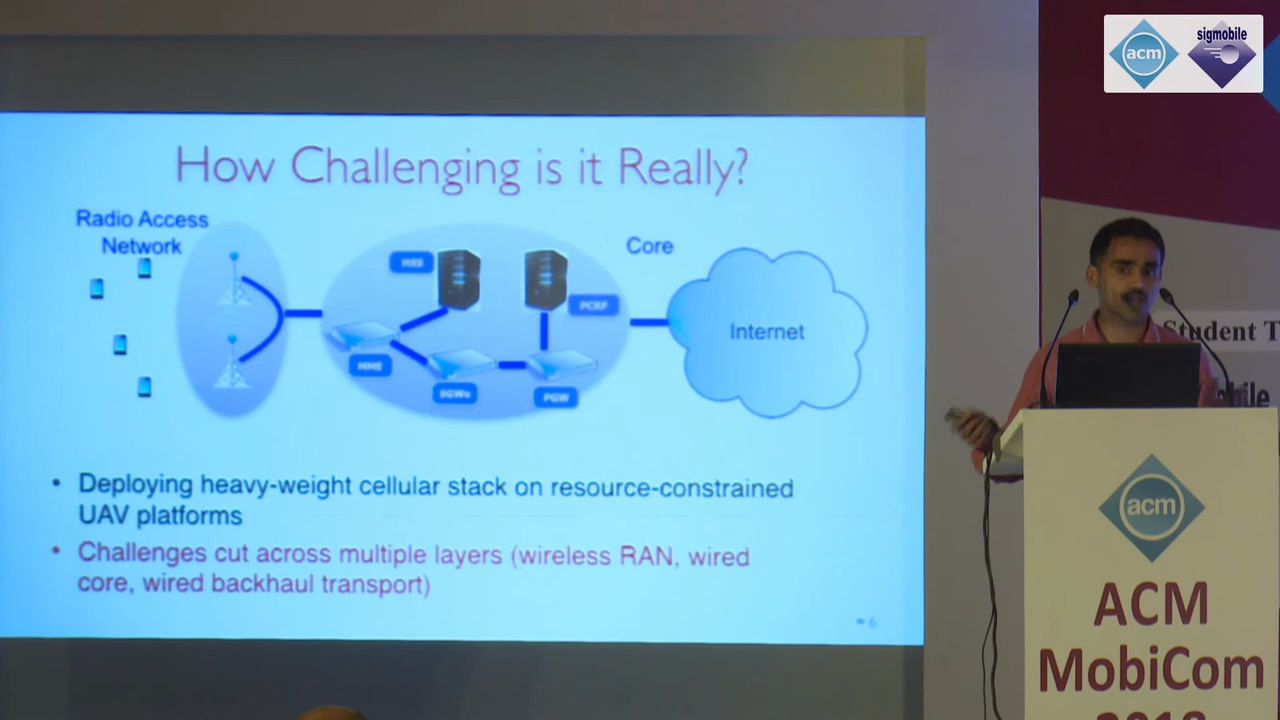 How Challenging is it Really?
Radio Access
Network
HSS
Core
PCRF
Internet
MME
SGWs
PGW
• Deploying heavy-weight cellular stack on resource-constrained
UAV platforms
• Challenges cut across multiple layers (wireless RAN, wired
core, wired backhaul transport)
6
acm
sigmobile
Student T
acm
ACM
MobiCom
2018